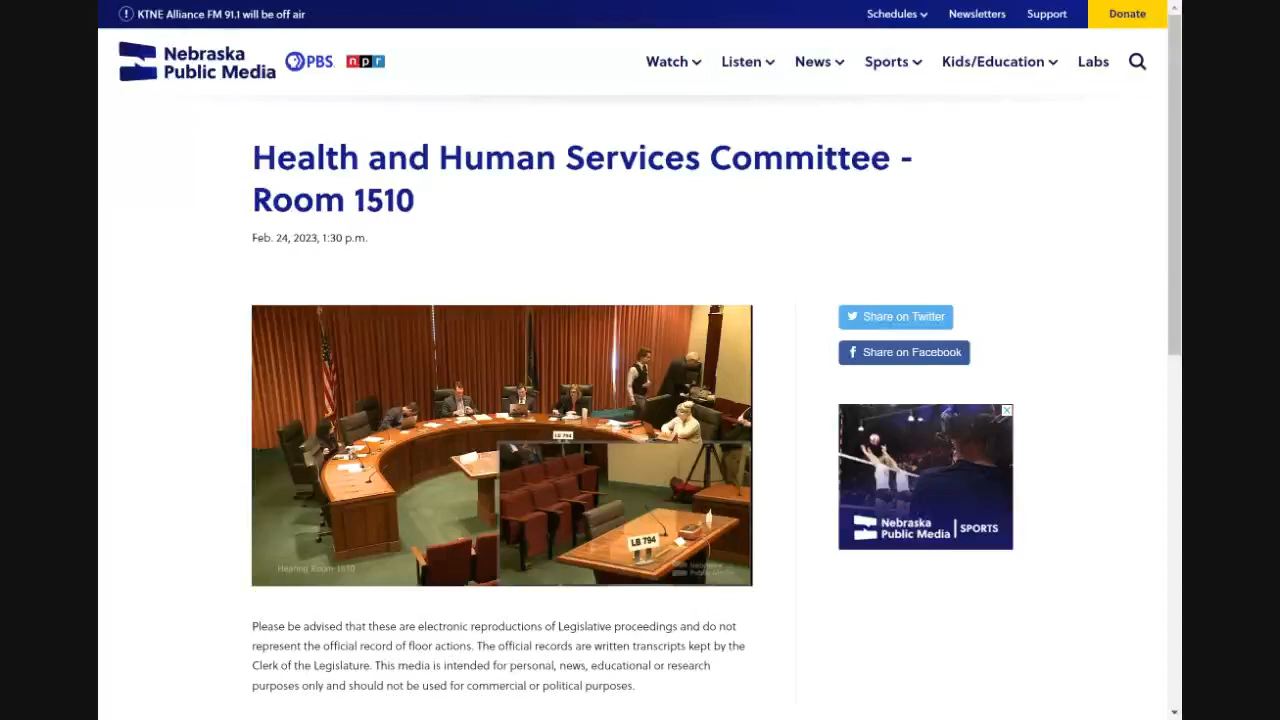 KTNE Alliance FM 91.1 will be off air
Schedules
Newsletters
Support
Donate
Nebraska
Public Media
PBS
npr
Watch
Listen
News
Sports
Kids/Education
Labs
Health and Human Services Committee -
Room 1510
Feb. 24, 2023, 1:30 p.m.
LB 794
LB 794
Hearing Room 1510
Nebraska
Public Media
Share on Twitter
Share on Facebook
Nebraska
Public Media | SPORTS
Please be advised that these are electronic reproductions of Legislative proceedings and do not
represent the official record of floor actions. The official records are written transcripts kept by the
Clerk of the Legislature. This media is intended for personal, news, educational or research
purposes only and should not be used for commercial or political purposes.